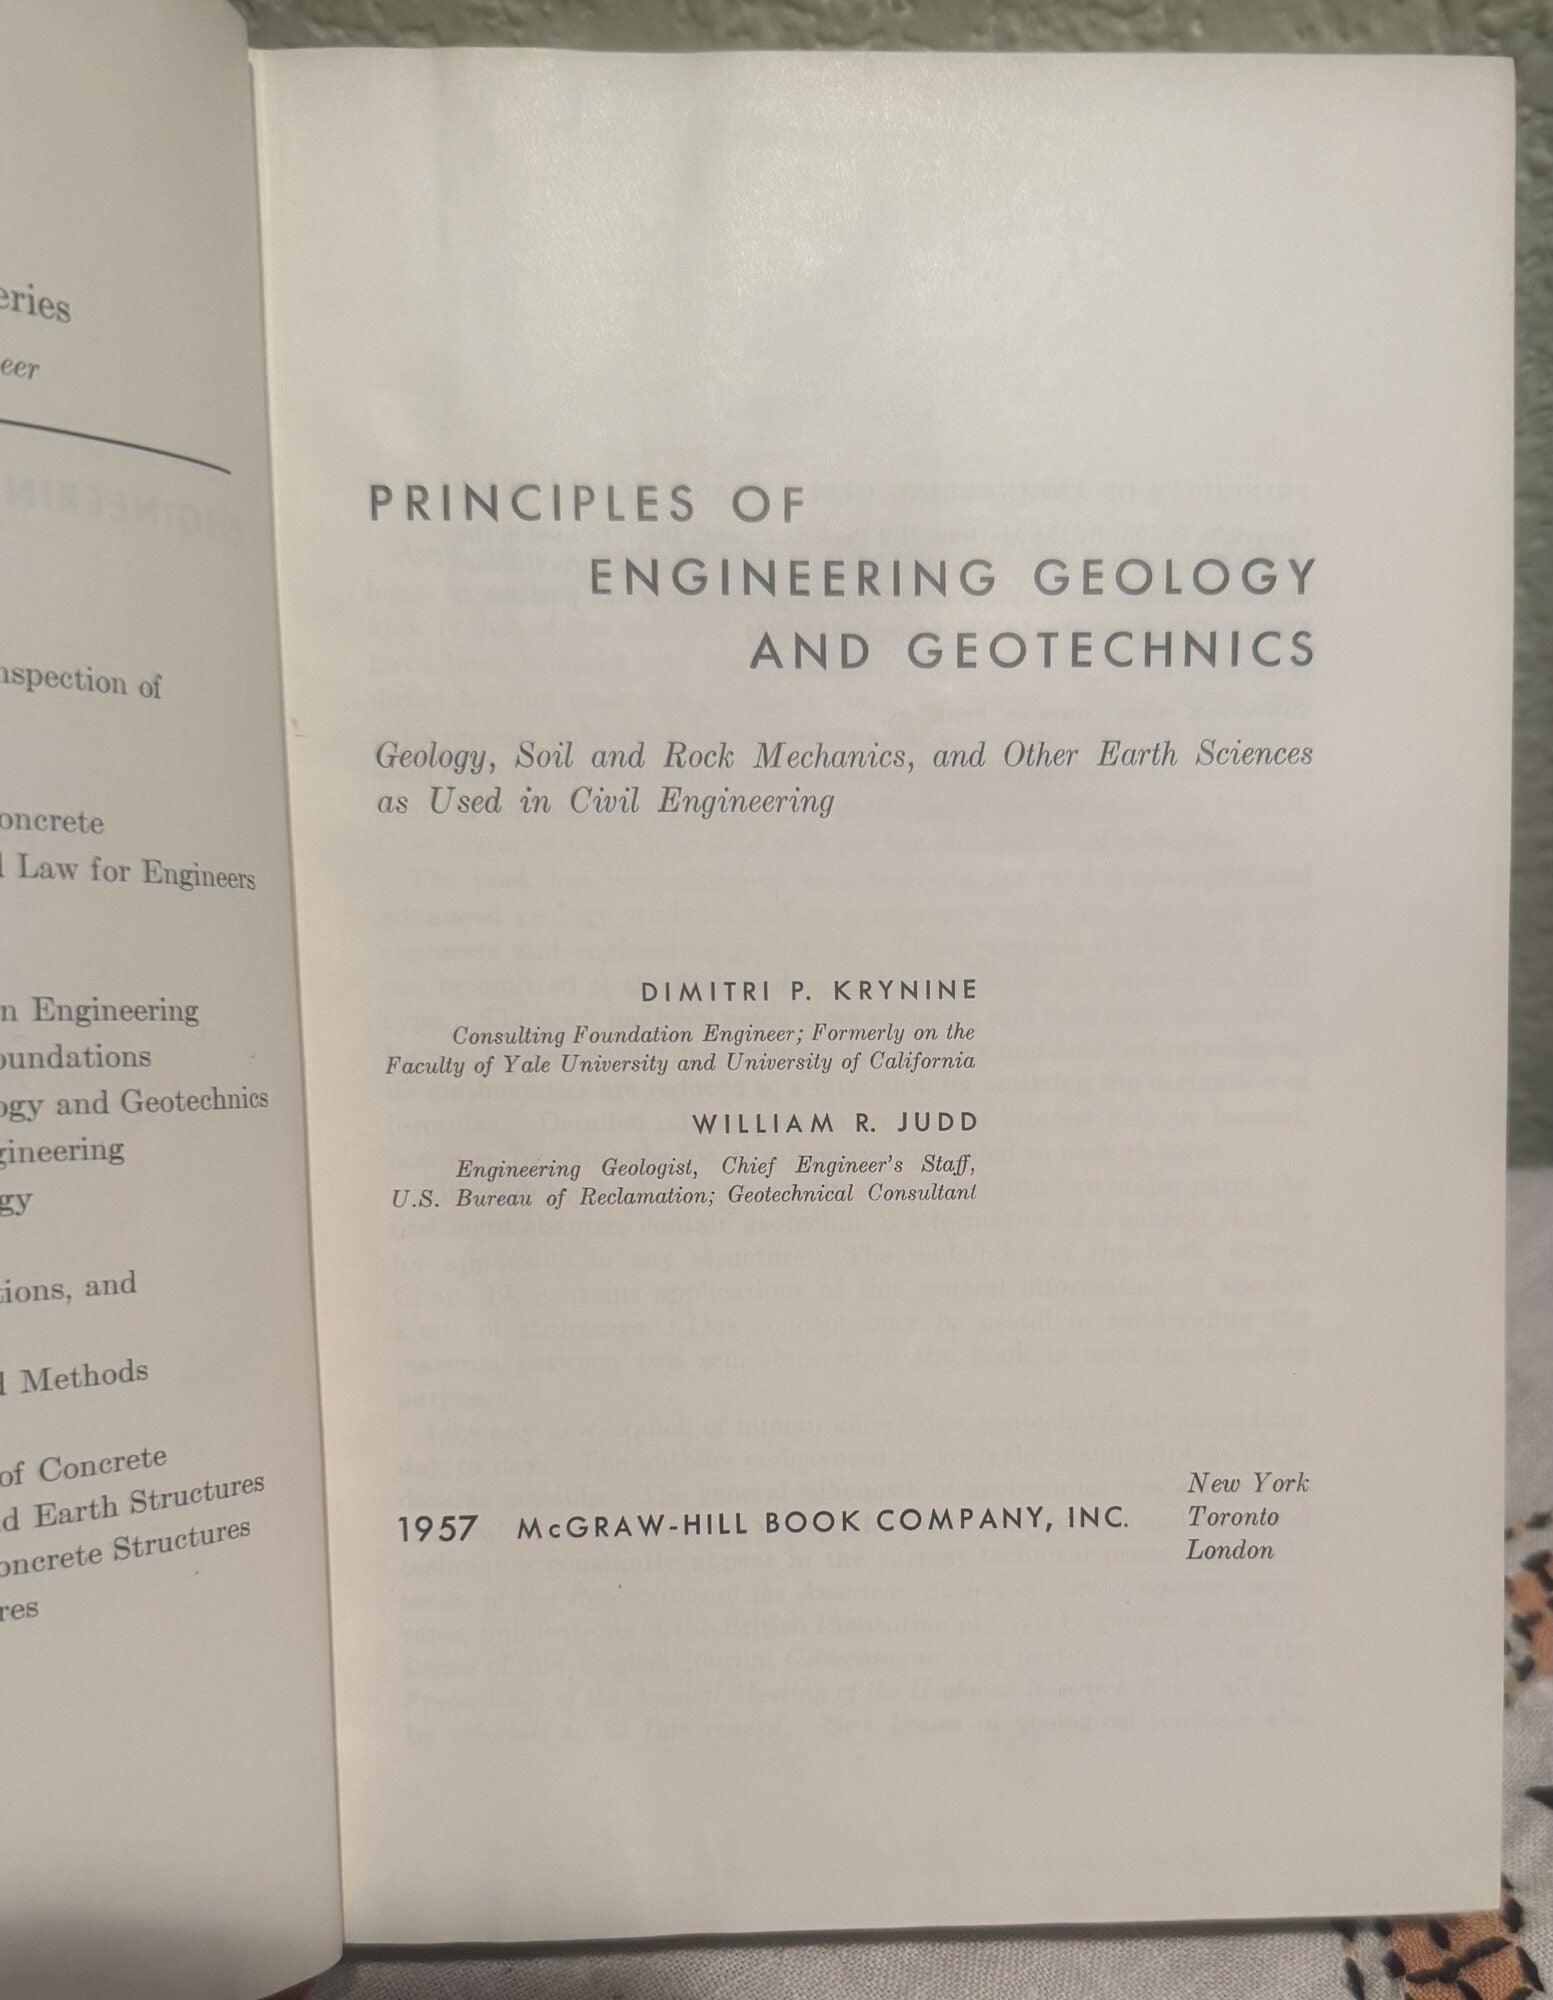 eries
eer
nspection of
oncrete
Law for Engineers
n Engineering
oundations
ogy and Geotechnics
gineering
gy
tions, and
d Methods
of Concrete
d Earth Structures
oncrete Structures
res
PRINCIPLES OF
ENGINEERING GEOLOGY
AND GEOTECHNICS
Geology, Soil and Rock Mechanics, and Other Earth Sciences
as Used in Civil Engineering
DIMITRI P. KRYNINE
Consulting Foundation Engineer; Formerly on the
Faculty of Yale University and University of California
WILLIAM R. JUDD
Engineering Geologist, Chief Engineer's Staff,
U.S. Bureau of Reclamation; Geotechnical Consultant
1957 McGRAW-HILL BOOK COMPANY, INC.
New York
Toronto
London